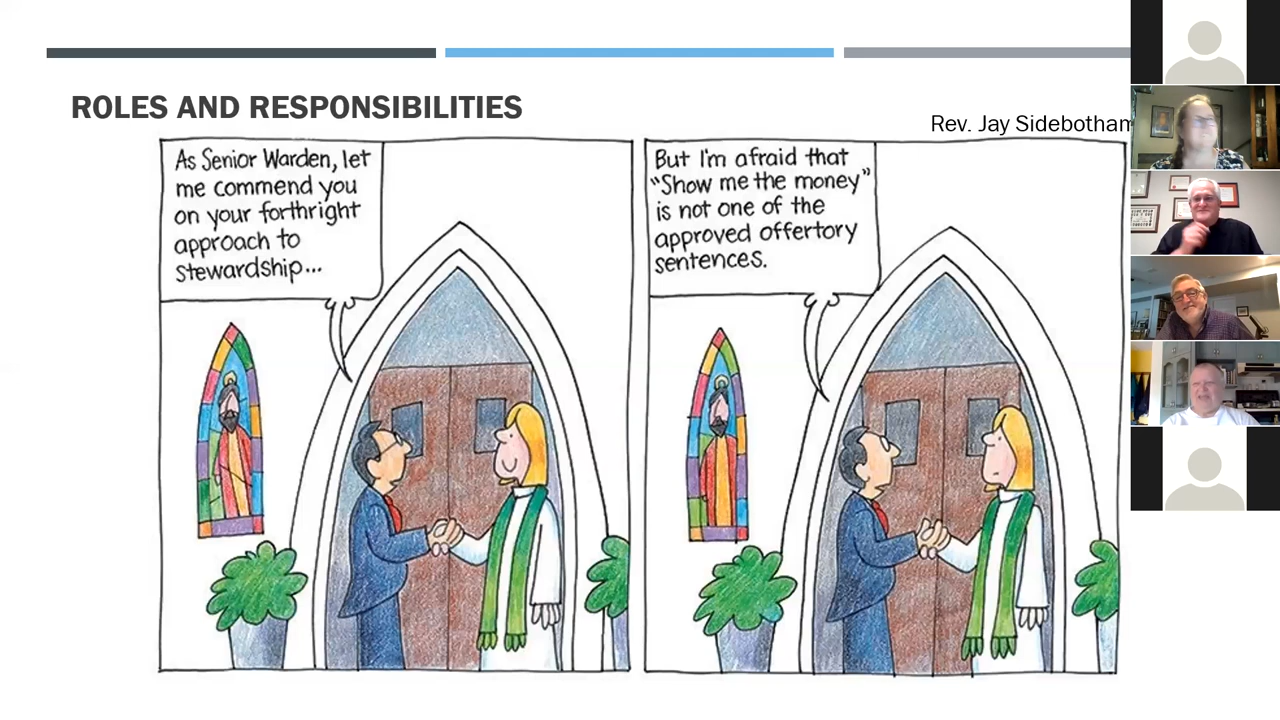 ROLES AND RESPONSIBILITIES
Rev. Jay Sidebotham
As Senior Warden, let
me commend you
on your forthright
approach to
stewardship...
But I'm afraid that
"Show me the money"
is not one of the
approved offertory
sentences.